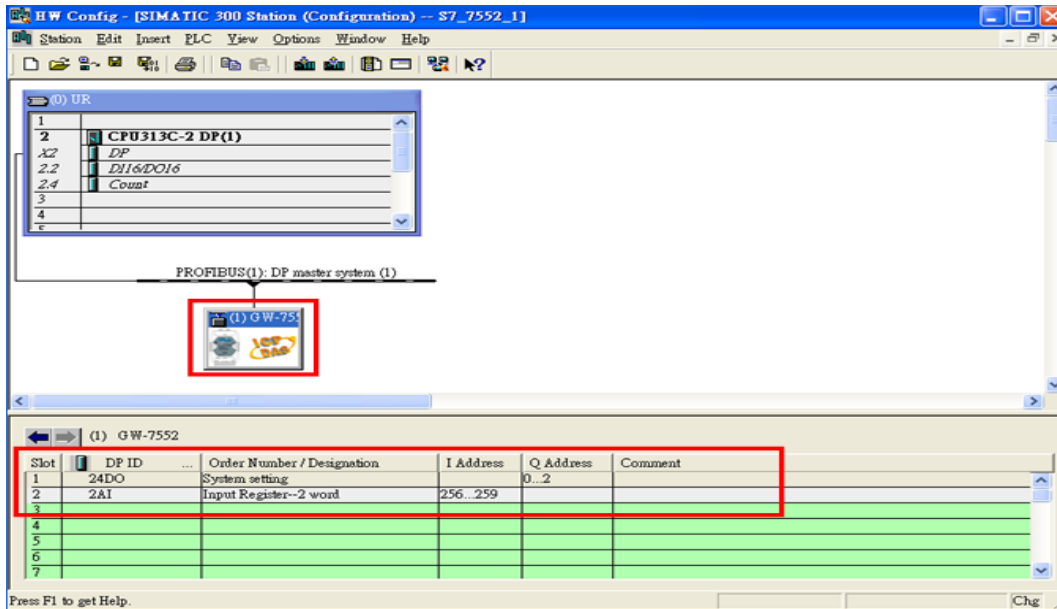 HW Config - [SIMATIC 300 Station (Configuration) -- S7_7552_1]
Station Edit Insert PLC View Options Window Help
(0) UR
1
2 CPU313C-2 DP(1)
X2 DP
2.2 DI16/DO16
2.4 Count
3
4
PROFIBUS(1): DP master system (1)
(1) GW-755
ICP
DAS
(1) GW-7552
Slot DP ID ... Order Number / Designation I Address Q Address Comment
1 24DO System setting 0...2
2 2AI Input Register--2 word 256...259
3
4
5
6
7
Press F1 to get Help. Chg